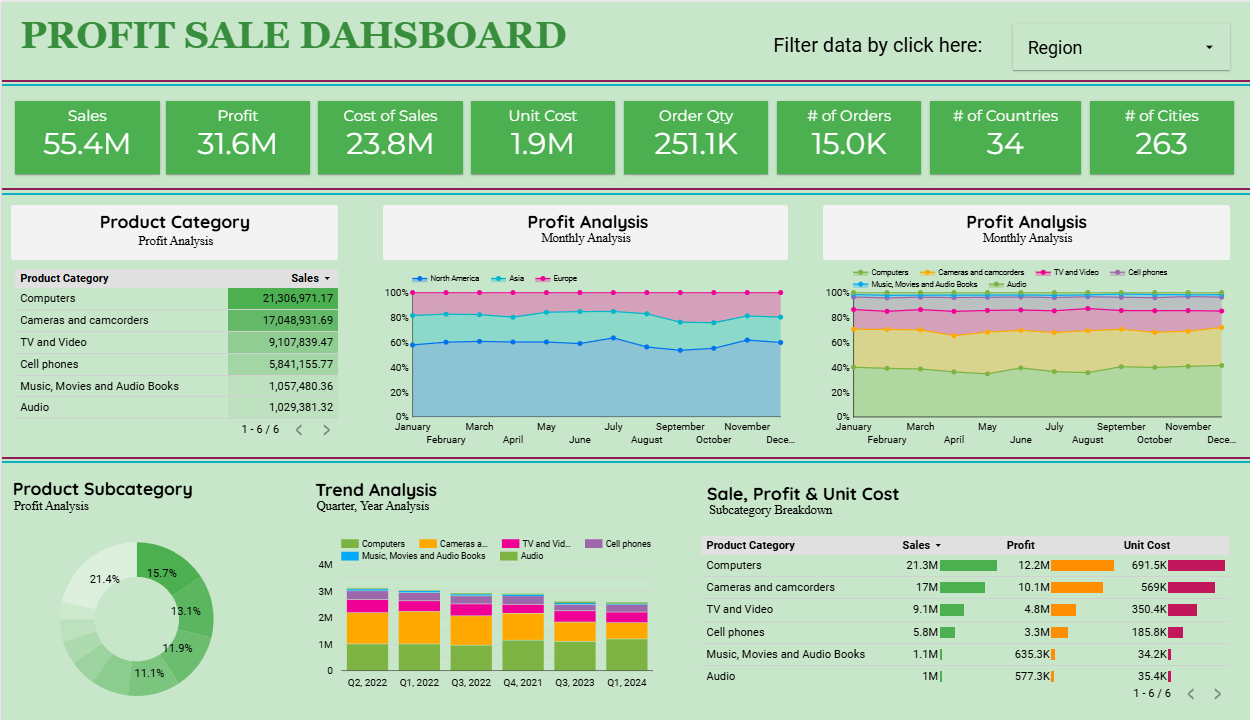 PROFIT SALE DAHSBOARD
Filter data by click here:
Region
Sales
55.4M
Profit
31.6M
Cost of Sales
23.8M
Unit Cost
1.9M
Order Qty
251.1K
# of Orders
15.0K
# of Countries
34
# of Cities
263
Product Category
Profit Analysis
Product Category Sales
Computers 21,306,971.17
Cameras and camcorders 17,048,931.69
TV and Video 9,107,839.47
Cell phones 5,841,155.77
Music, Movies and Audio Books 1,057,480.36
Audio 1,029,381.32
1 - 6 / 6
Profit Analysis
Monthly Analysis
North America Asia Europe
100%
80%
60%
40%
20%
0%
January March May July September November
February April June August October Dece...
Profit Analysis
Monthly Analysis
Computers Cameras and camcorders TV and Video Cell phones
Music, Movies and Audio Books Audio
100%
80%
60%
40%
20%
0%
January March May July September November
February April June August October Dece...
Product Subcategory
Profit Analysis
21.4% 15.7%
13.1%
11.9%
11.1%
Trend Analysis
Quarter, Year Analysis
Computers Cameras a... TV and Vid... Cell phones
Music, Movies and Audio Books Audio
4M
3M
2M
1M
0
Q2, 2022 Q1, 2022 Q3, 2022 Q4, 2021 Q3, 2023 Q1, 2024
Sale, Profit & Unit Cost
Subcategory Breakdown
Product Category Sales Profit Unit Cost
Computers 21.3M 12.2M 691.5K
Cameras and camcorders 17M 10.1M 569K
TV and Video 9.1M 4.8M 350.4K
Cell phones 5.8M 3.3M 185.8K
Music, Movies and Audio Books 1.1M 635.3K 34.2K
Audio 1M 577.3K 35.4K
1 - 6 / 6